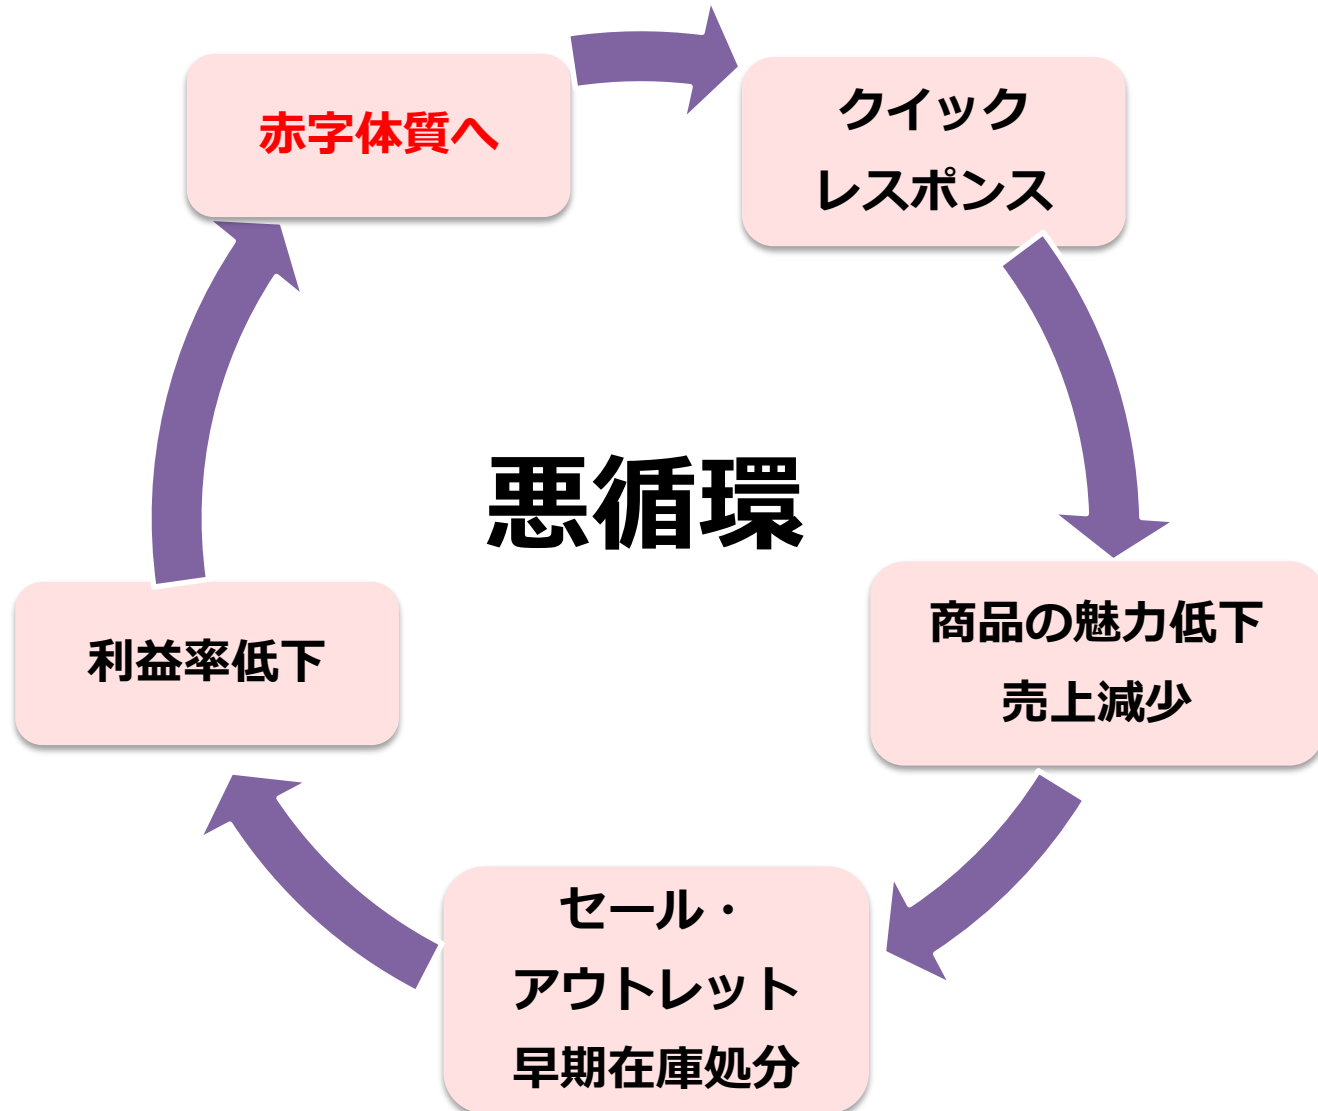 赤字体質へ
クイック
レスポンス
悪循環
商品の魅力低下
売上減少
利益率低下
セール・
アウトレット
早期在庫処分